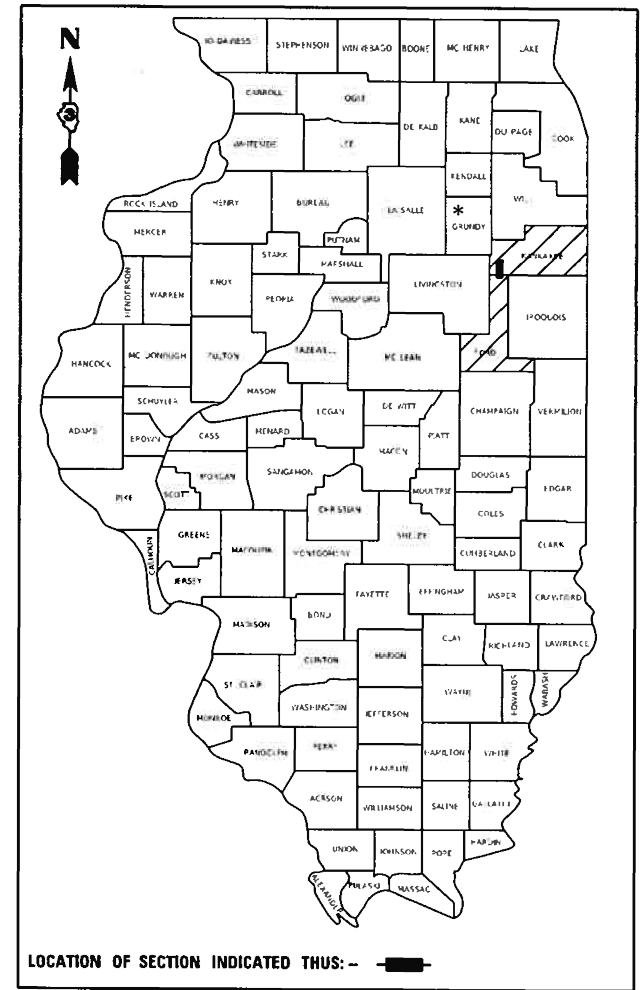 N
3
JO DAVIESS STEPHENSON WINNEBAGO BOONE MC HENRY LAKE
CARROLL OGLE
DE KALB KANE
DU PAGE COOK
WHITESIDE LEE
KENDALL
WILL
ROCK ISLAND HENRY BUREAU LA SALLE
*
GRUNDY
MERCER
PUTNAM
STARK
MARSHALL
KANKAKEE
HENDERSON WARREN KNOX
PEORIA WOODFORD LIVINGSTON
IROQUOIS
HANCOCK MC DONOUGH FULTON TAZEWELL MC LEAN FORD
MASON
SCHUYLER
LOGAN DE WITT
CHAMPAIGN VERMILION
ADAMS BROWN CASS MENARD
PIATT
MACON
SANGAMON
MORGAN
DOUGLAS
EDGAR
PIKE SCOTT
MOULTRIE
CHRISTIAN
COLES
GREENE MACOUPIN MONTGOMERY SHELBY
CLARK
CUMBERLAND
CALHOUN
JERSEY
FAYETTE EFFINGHAM JASPER CRAWFORD
MADISON BOND
CLAY RICHLAND LAWRENCE
CLINTON MARION
ST. CLAIR
WAYNE EDWARDS WABASH
WASHINGTON JEFFERSON
MONROE
RANDOLPH PERRY HAMILTON WHITE
FRANKLIN
JACKSON WILLIAMSON SALINE GALLATIN
UNION JOHNSON POPE HARDIN
ALEXANDER PULASKI MASSAC
LOCATION OF SECTION INDICATED THUS: -